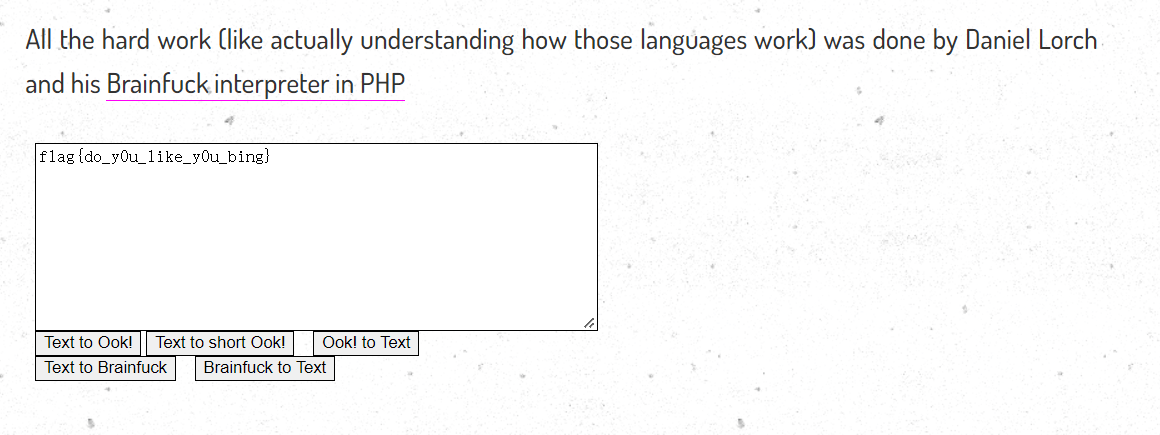 All the hard work (like actually understanding how those languages work) was done by Daniel Lorch
and his Brainfuck interpreter in PHP
flag{do_y0u_like_y0u_bing}
Text to Ook! Text to short Ook! Ook! to Text
Text to Brainfuck Brainfuck to Text